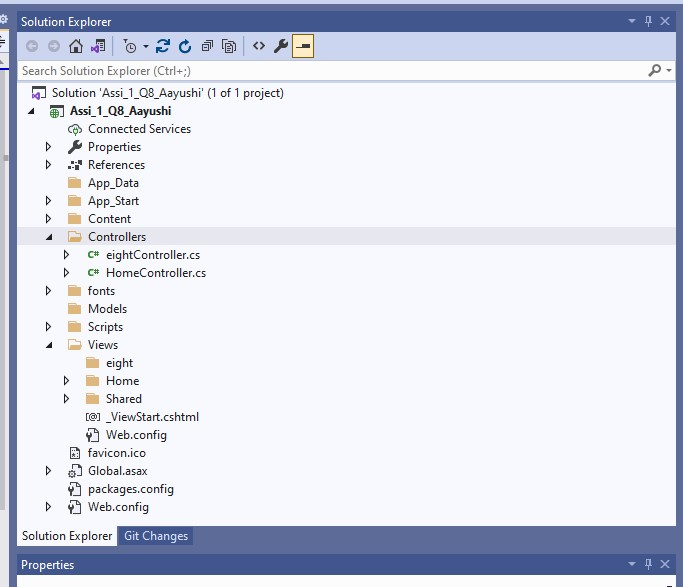 Solution Explorer
Search Solution Explorer (Ctrl+;)
Solution 'Assi_1_Q8_Aayushi' (1 of 1 project)
Assi_1_Q8_Aayushi
Connected Services
Properties
References
App_Data
App_Start
Content
Controllers
C# eightController.cs
C# HomeController.cs
fonts
Models
Scripts
Views
eight
Home
Shared
[@] _ViewStart.cshtml
Web.config
favicon.ico
Global.asax
packages.config
Web.config
Solution Explorer Git Changes
Properties